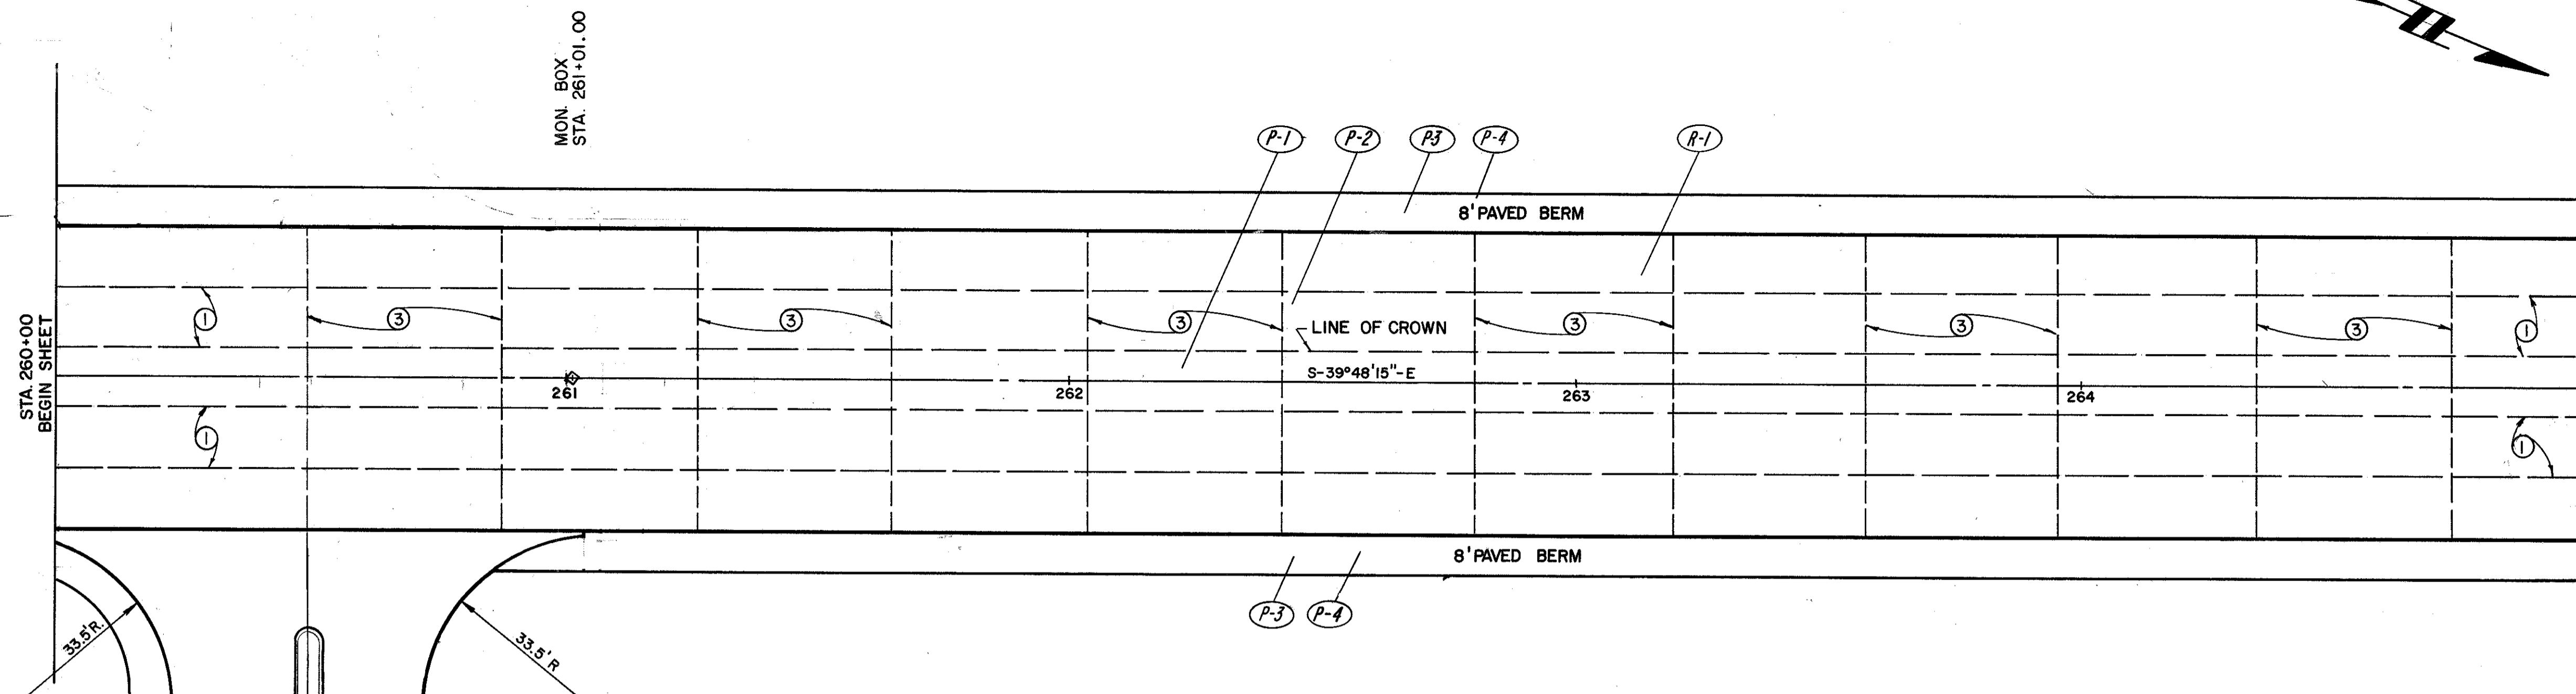 MON. BOX
STA. 261+01.00
P-1
P-2
P-3
P-4
R-1
8' PAVED BERM
STA. 260+00
BEGIN SHEET
1
3
3
3
3
3
3
1
LINE OF CROWN
S-39°48'15"-E
261
262
263
264
1
1
8' PAVED BERM
P-3
P-4
33.5'R.
33.5'R